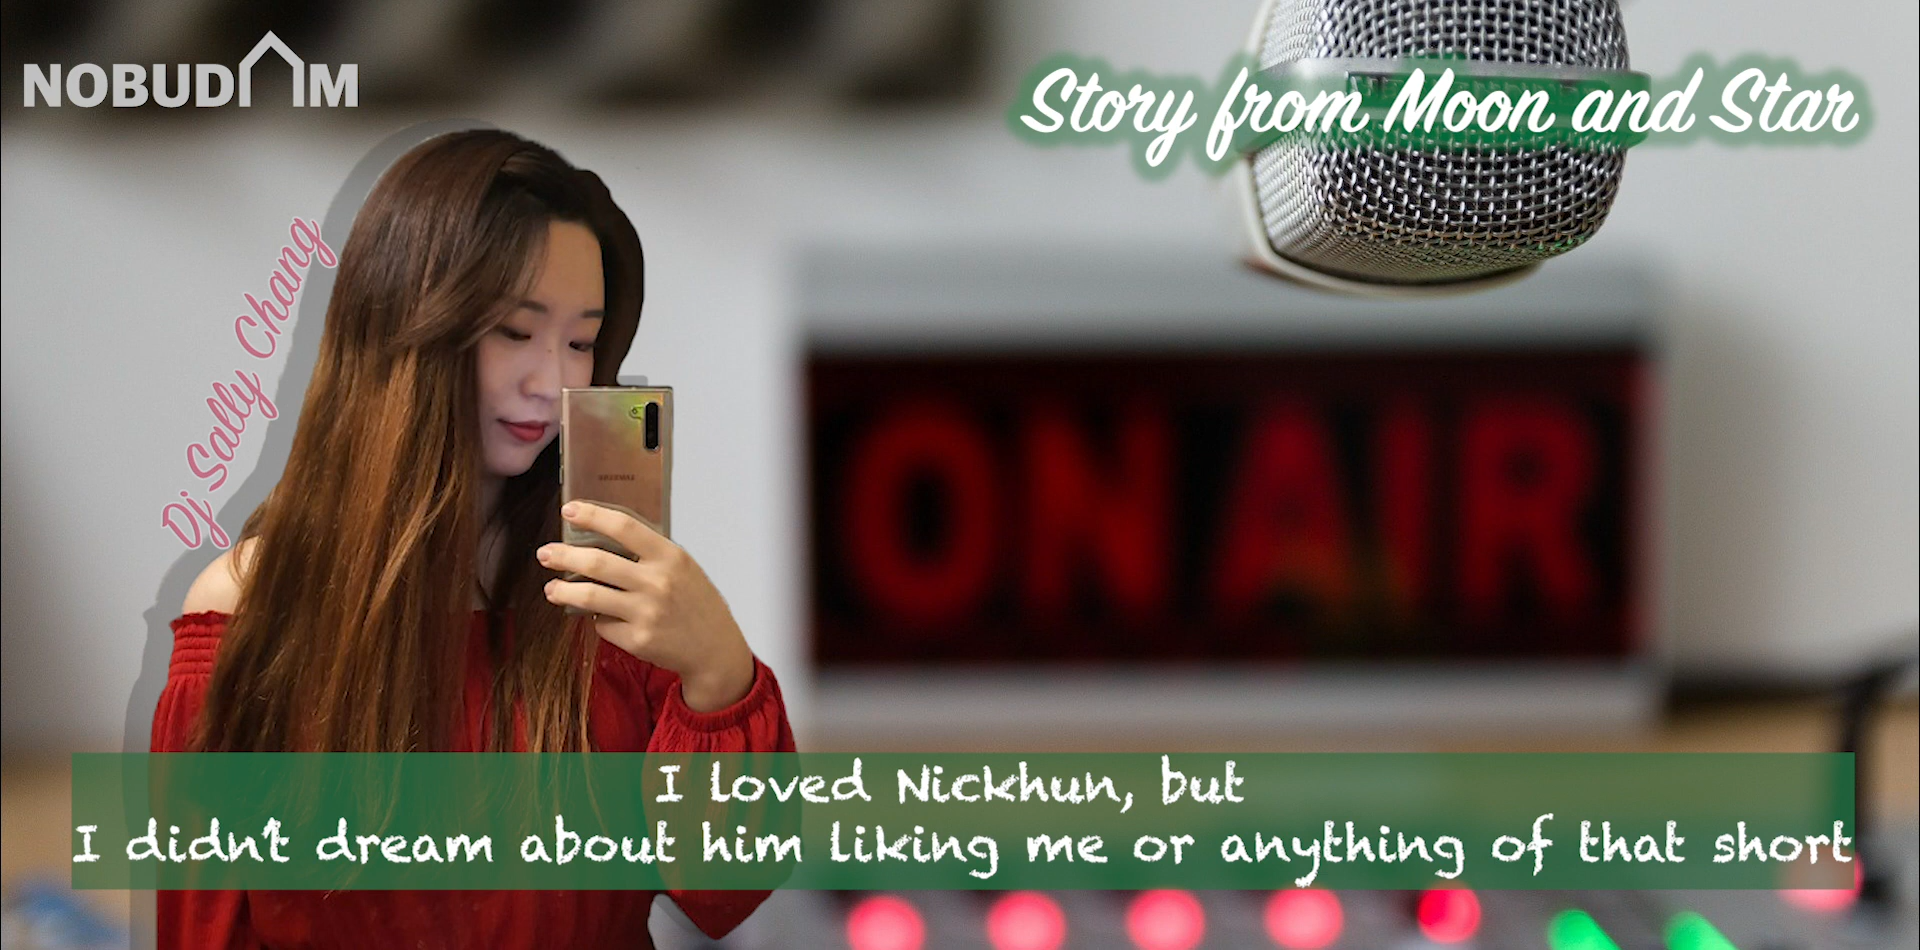 NOBUDAM
Story from Moon and Star
Dj Sally Chang
SAMSUNG
ON AIR
I loved Nickhun, but
I didn't dream about him liking me or anything of that short